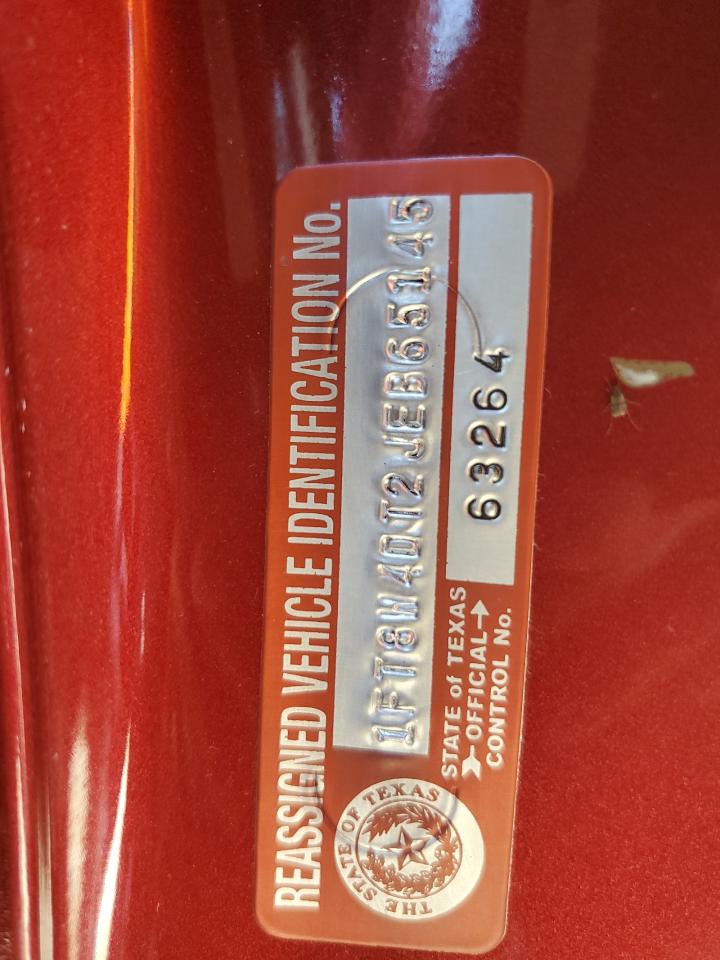 REASSIGNED VEHICLE IDENTIFICATION No.
1FT8W4DT2JEB65145
STATE of TEXAS
OFFICIAL
CONTROL No.
63264
THE STATE OF TEXAS